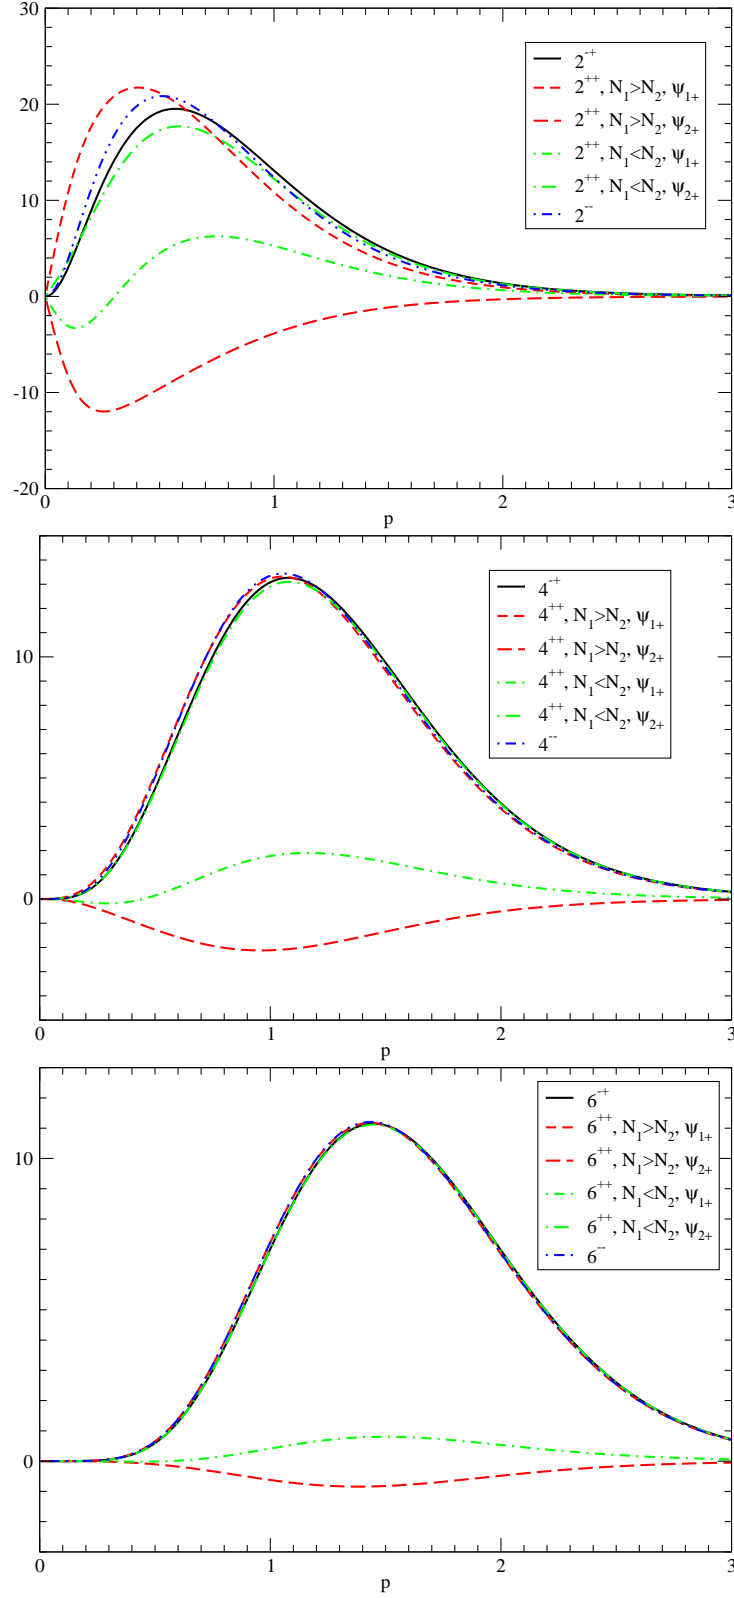 30
20
10
0
-10
-20
0 1 2 3
p
2⁻⁺
2⁺⁺, N₁>N₂, ψ₁₊
2⁺⁺, N₁>N₂, ψ₂₊
2⁺⁺, N₁<N₂, ψ₁₊
2⁺⁺, N₁<N₂, ψ₂₊
2⁻⁻
10
0
0 1 2 3
p
4⁻⁺
4⁺⁺, N₁>N₂, ψ₁₊
4⁺⁺, N₁>N₂, ψ₂₊
4⁺⁺, N₁<N₂, ψ₁₊
4⁺⁺, N₁<N₂, ψ₂₊
4⁻⁻
10
0
0 1 2 3
p
6⁻⁺
6⁺⁺, N₁>N₂, ψ₁₊
6⁺⁺, N₁>N₂, ψ₂₊
6⁺⁺, N₁<N₂, ψ₁₊
6⁺⁺, N₁<N₂, ψ₂₊
6⁻⁻